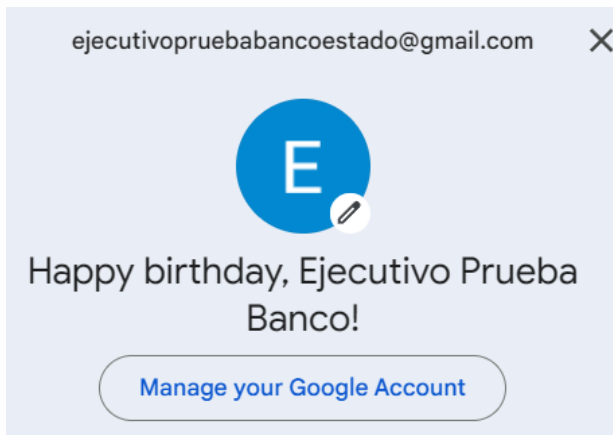 ejecutivopruebabancoestado@gmail.com
E
Happy birthday, Ejecutivo Prueba
Banco!
Manage your Google Account